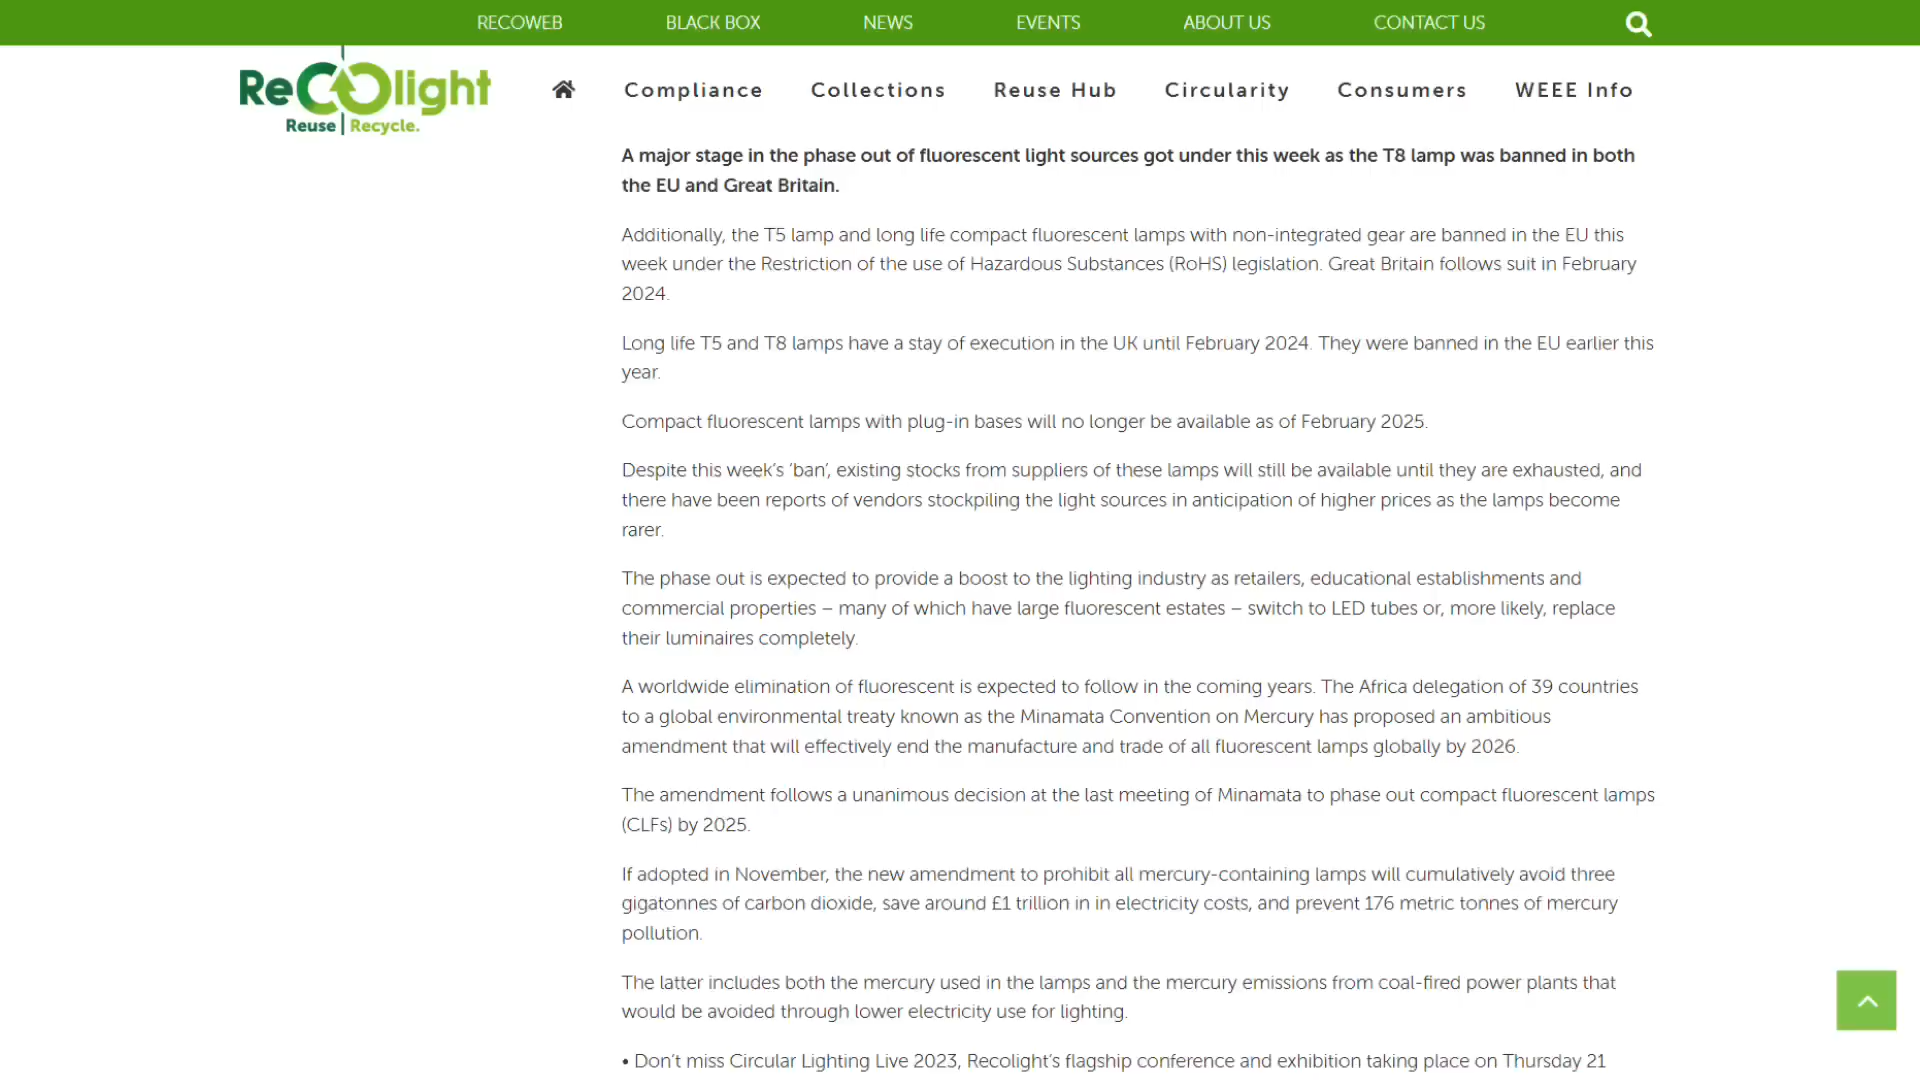 RECOWEB BLACK BOX NEWS EVENTS ABOUT US CONTACT US
Recolight
Reuse Recycle.
Compliance Collections Reuse Hub Circularity Consumers WEEE Info
A major stage in the phase out of fluorescent light sources got under this week as the T8 lamp was banned in both
the EU and Great Britain.
Additionally, the T5 lamp and long life compact fluorescent lamps with non-integrated gear are banned in the EU this
week under the Restriction of the use of Hazardous Substances (RoHS) legislation. Great Britain follows suit in February
2024.
Long life T5 and T8 lamps have a stay of execution in the UK until February 2024. They were banned in the EU earlier this
year.
Compact fluorescent lamps with plug-in bases will no longer be available as of February 2025.
Despite this week's ‘ban’, existing stocks from suppliers of these lamps will still be available until they are exhausted, and
there have been reports of vendors stockpiling the light sources in anticipation of higher prices as the lamps become
rarer.
The phase out is expected to provide a boost to the lighting industry as retailers, educational establishments and
commercial properties – many of which have large fluorescent estates – switch to LED tubes or, more likely, replace
their luminaires completely.
A worldwide elimination of fluorescent is expected to follow in the coming years. The Africa delegation of 39 countries
to a global environmental treaty known as the Minamata Convention on Mercury has proposed an ambitious
amendment that will effectively end the manufacture and trade of all fluorescent lamps globally by 2026.
The amendment follows a unanimous decision at the last meeting of Minamata to phase out compact fluorescent lamps
(CLFs) by 2025.
If adopted in November, the new amendment to prohibit all mercury-containing lamps will cumulatively avoid three
gigatonnes of carbon dioxide, save around £1 trillion in in electricity costs, and prevent 176 metric tonnes of mercury
pollution.
The latter includes both the mercury used in the lamps and the mercury emissions from coal-fired power plants that
would be avoided through lower electricity use for lighting.
• Don't miss Circular Lighting Live 2023, Recolight's flagship conference and exhibition taking place on Thursday 21